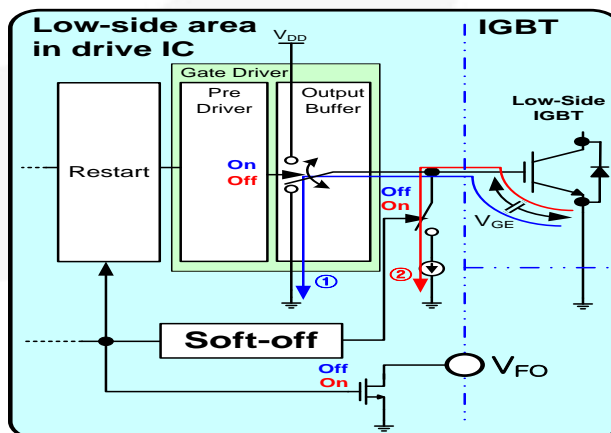 Low-side area
in drive IC
IGBT
VDD
Gate Driver
Pre
Driver
Output
Buffer
Low-Side
IGBT
Restart
On
Off
Off
On
VGE
①
②
Soft-off
Off
On
VFO